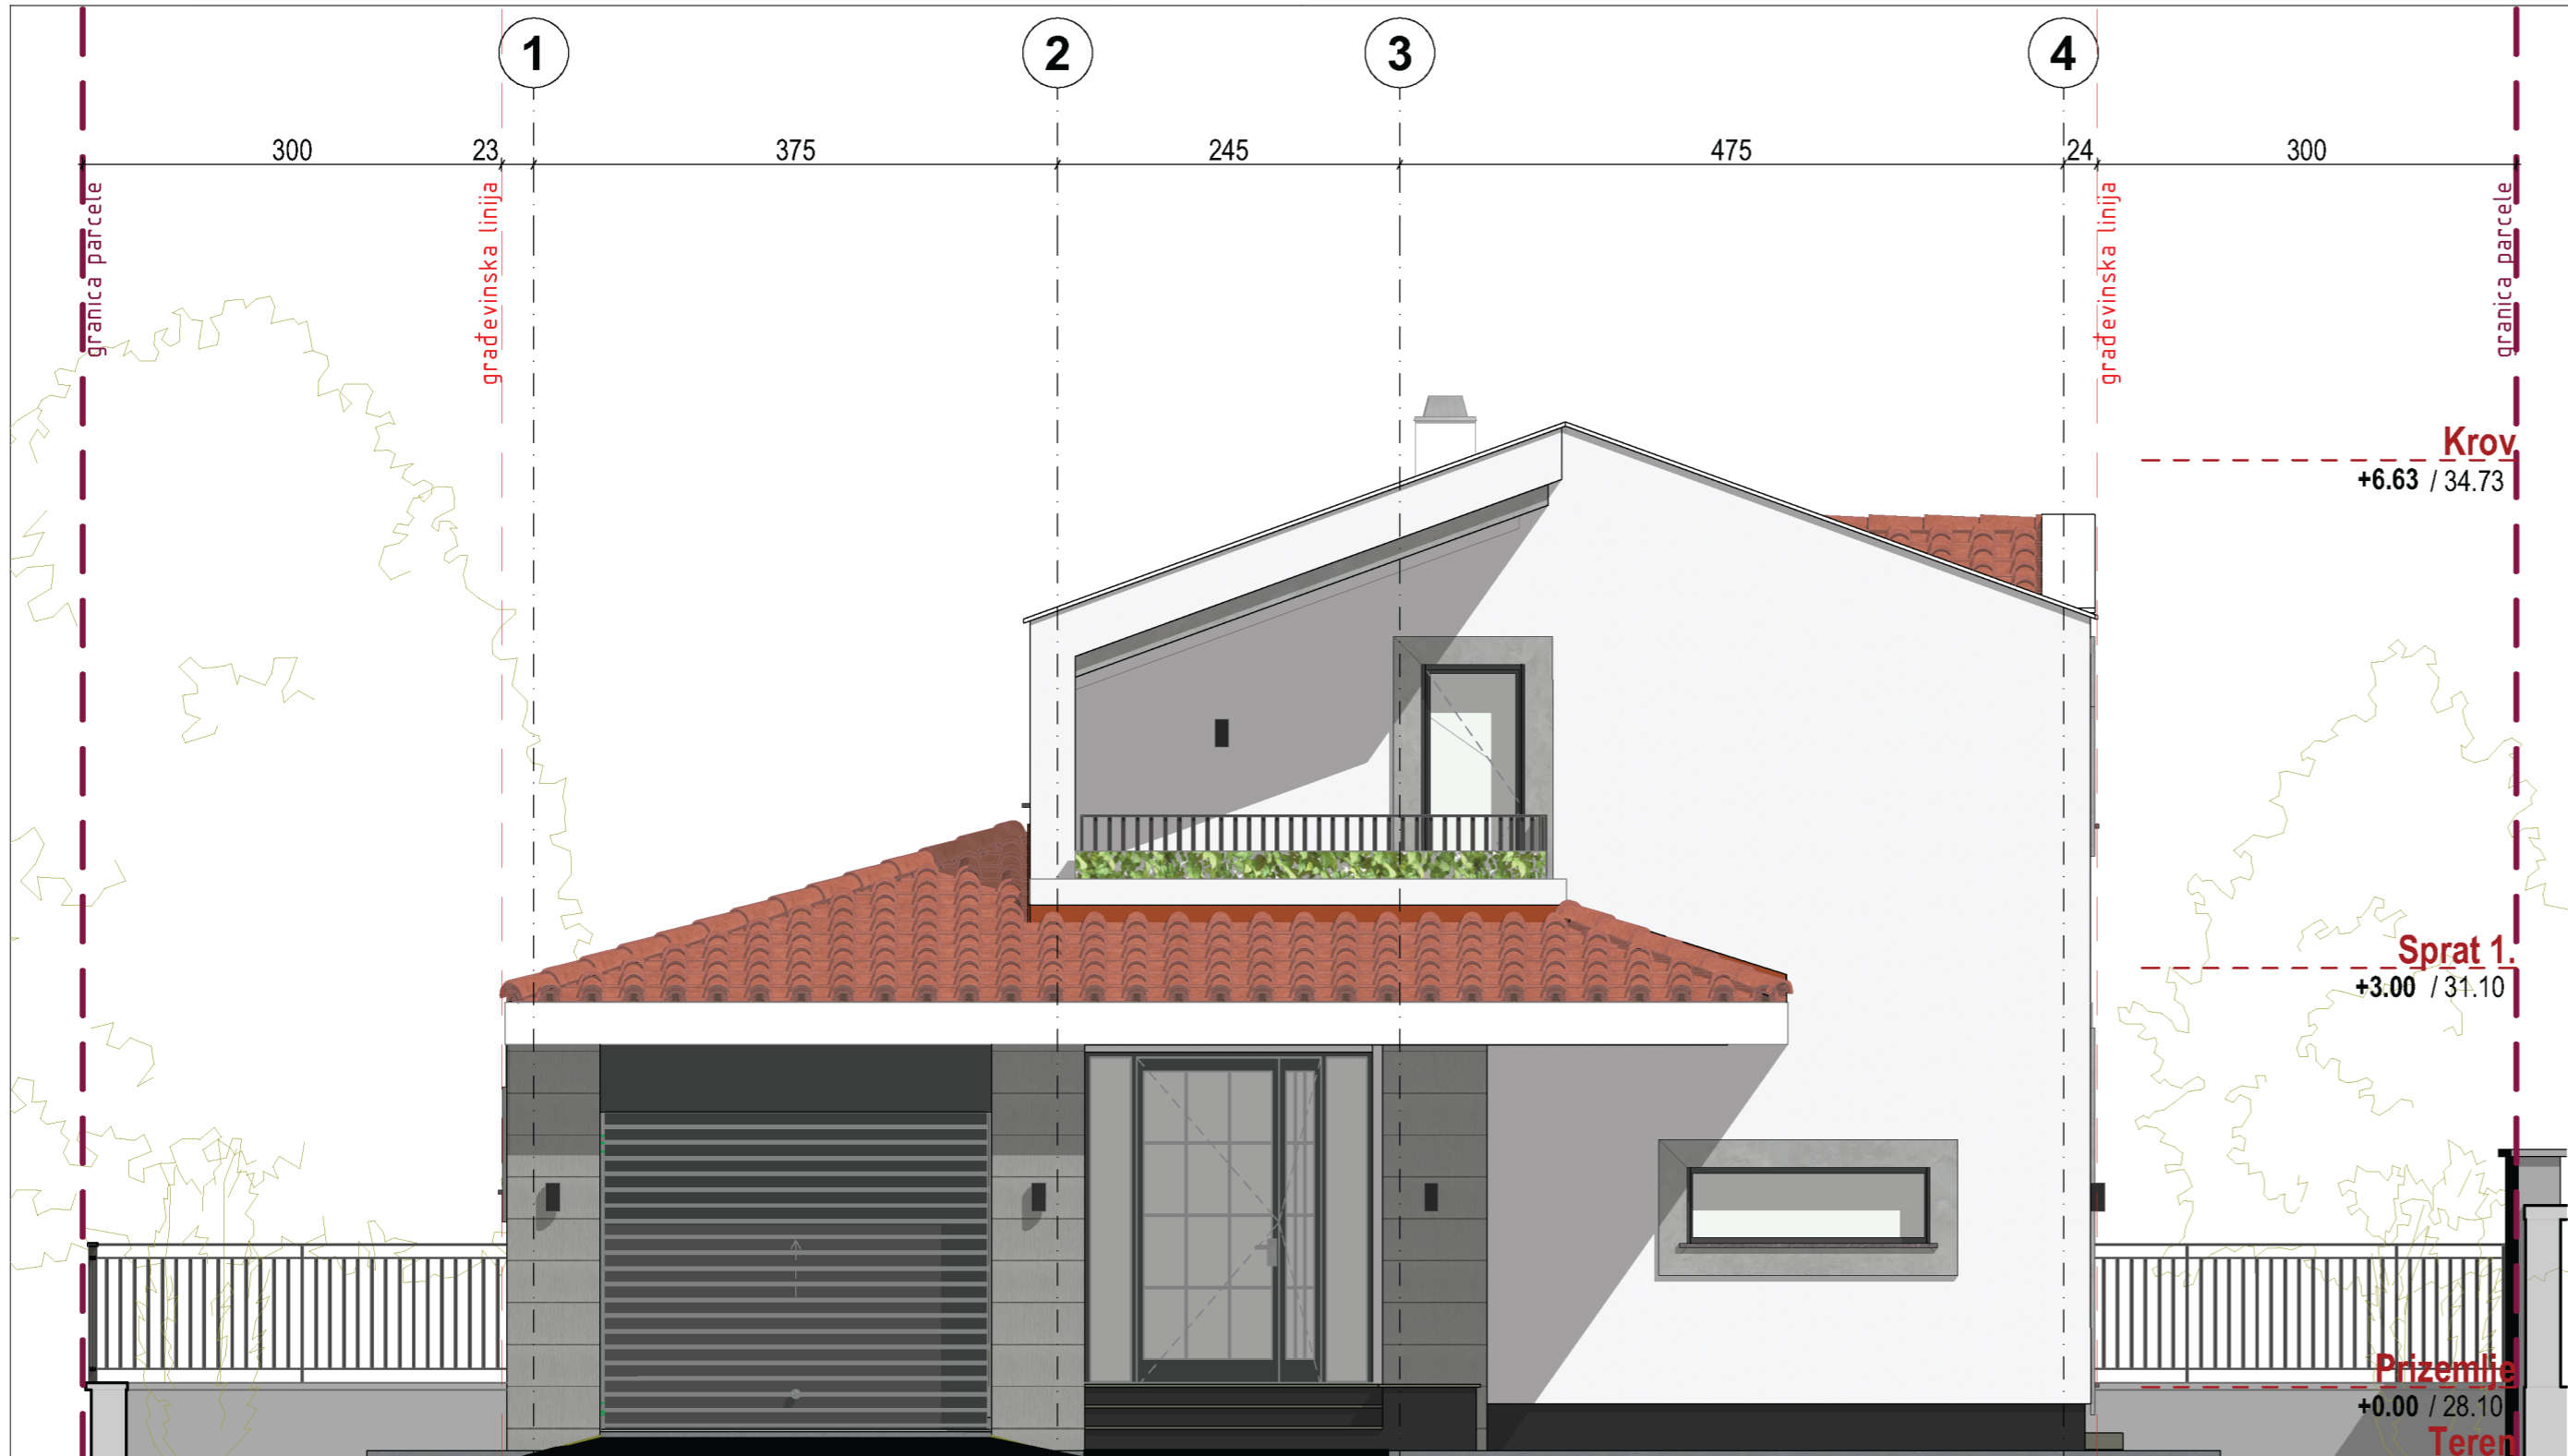 1 2 3 4
300 23 375 245 475 24 300
granica parcele
građevinska linija
građevinska linija
granica parcele
Krov
+6.63 / 34.73
Sprat 1.
+3.00 / 31.10
Prizemlje
+0.00 / 28.10
Teren